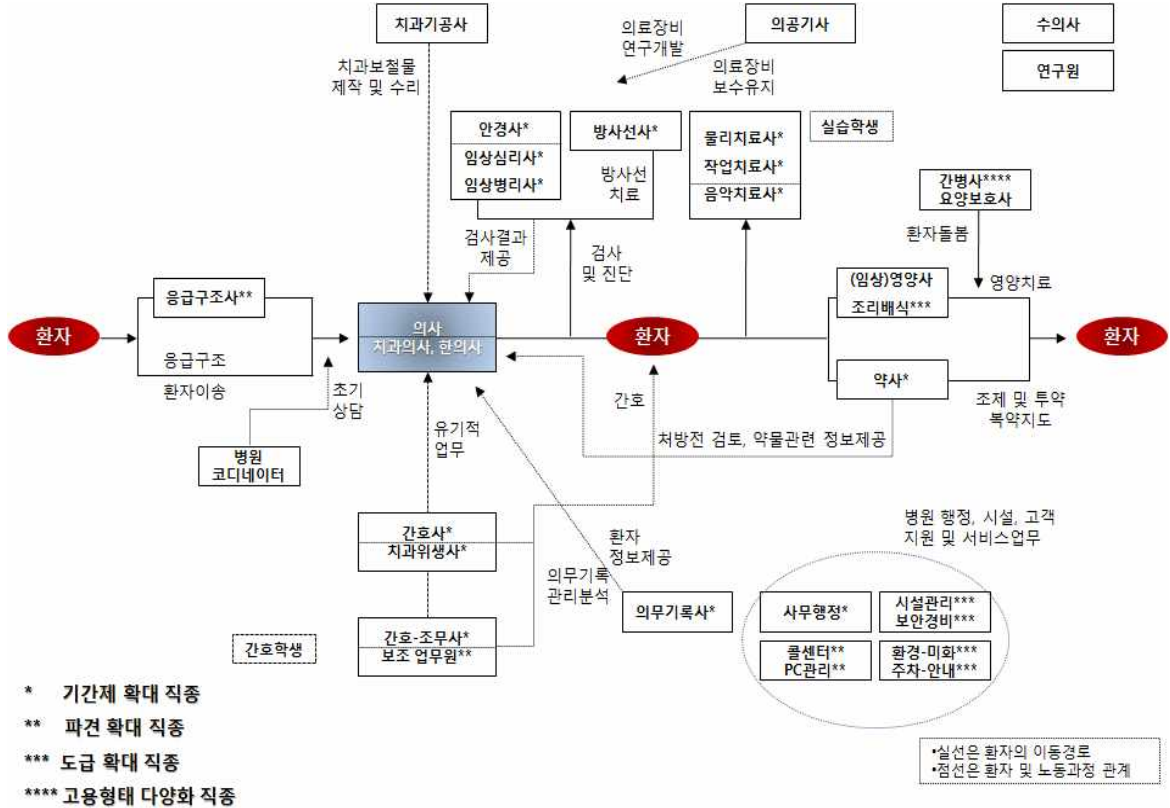 치과기공사
의료장비
연구개발
의공기사
수의사
연구원
치과보철물
제작 및 수리
의료장비
보수유지
안경사*
임상심리사*
임상병리사*
방사선사*
방사선
치료
물리치료사*
작업치료사*
음악치료사*
실습학생
간병사****
요양보호사
환자돌봄
검사결과
제공
검사
및 진단
(임상)영양사
조리배식***
영양치료
응급구조사**
환자
응급구조
환자이송
의사
치과의사, 한의사
환자
환자
약사*
조제 및 투약
복약지도
초기
상담
병원
코디네이터
유기적
업무
간호
처방전 검토, 약물관련 정보제공
간호사*
치과위생사*
환자
정보제공
의무기록
관리분석
의무기록사*
병원 행정, 시설, 고객
지원 및 서비스업무
사무행정*
시설관리***
보안경비***
콜센터**
PC관리**
환경-미화***
주차-안내***
간호학생
간호-조무사*
보조 업무원**
* 기간제 확대 직종
** 파견 확대 직종
*** 도급 확대 직종
**** 고용형태 다양화 직종
•실선은 환자의 이동경로
•점선은 환자 및 노동과정 관계